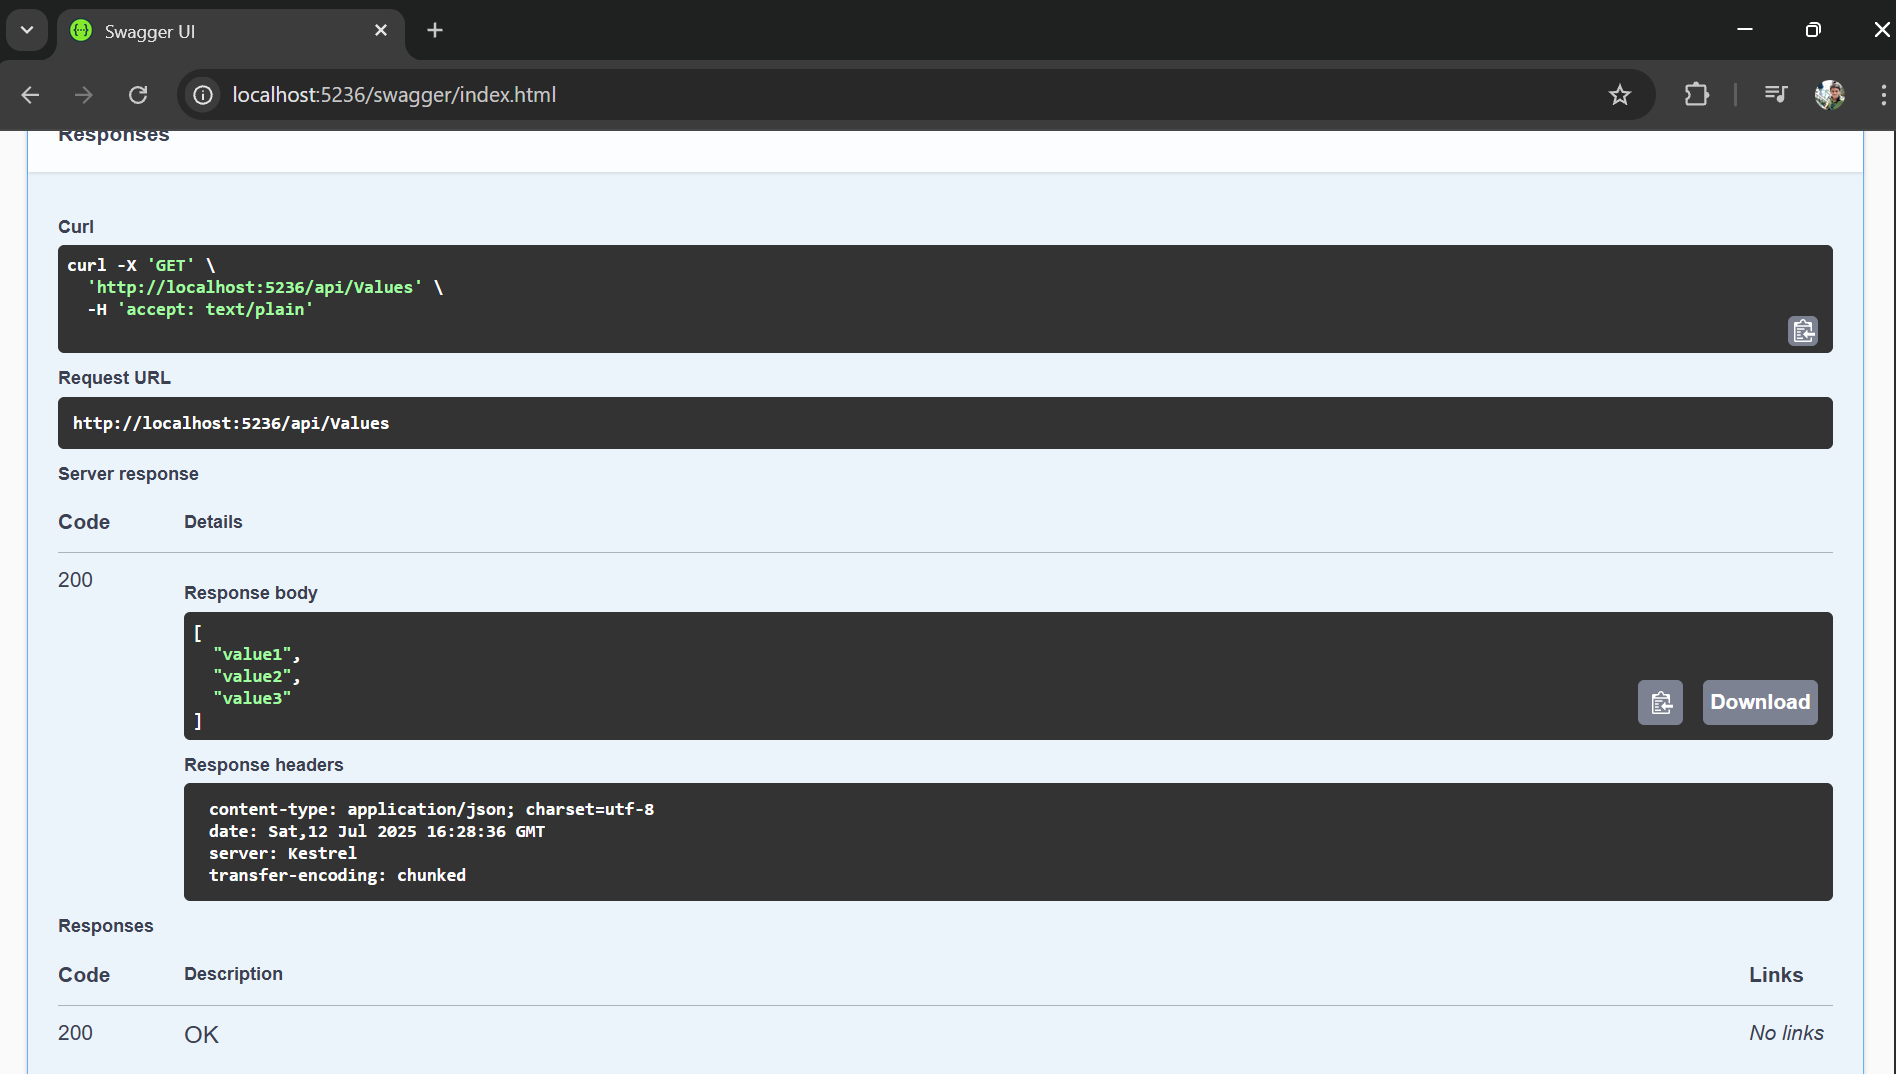 Swagger UI
localhost:5236/swagger/index.html
Responses
Curl
curl -X 'GET' \
'http://localhost:5236/api/Values' \
-H 'accept: text/plain'
Request URL
http://localhost:5236/api/Values
Server response
Code Details
200
Response body
[
"value1",
"value2",
"value3"
]
Download
Response headers
content-type: application/json; charset=utf-8
date: Sat,12 Jul 2025 16:28:36 GMT
server: Kestrel
transfer-encoding: chunked
Responses
Code Description Links
200 OK No links